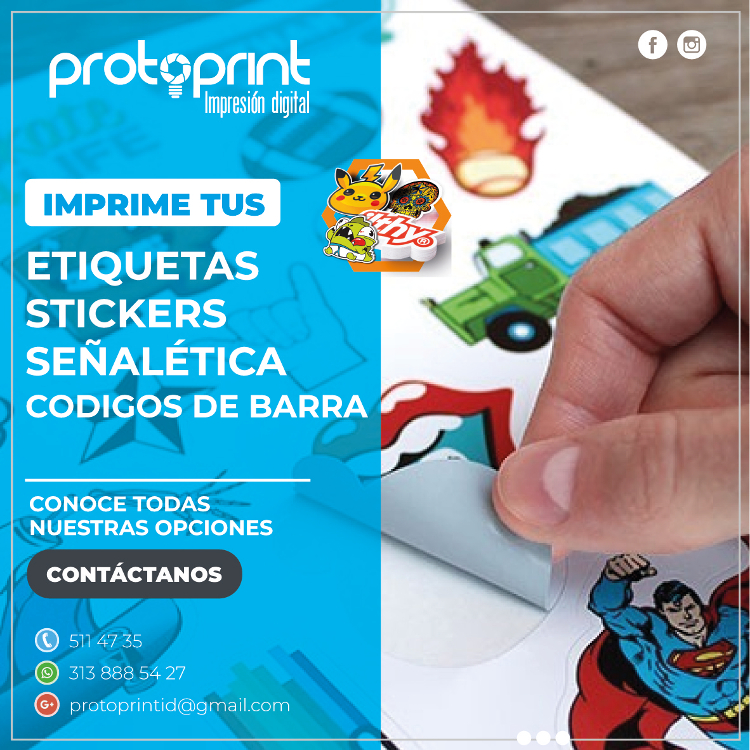 protoprint
Impresión digital
IMPRIME TUS
ETIQUETAS
STICKERS
SEÑALÉTICA
CODIGOS DE BARRA
CONOCE TODAS
NUESTRAS OPCIONES
CONTÁCTANOS
511 47 35
313 888 54 27
protoprintid@gmail.com